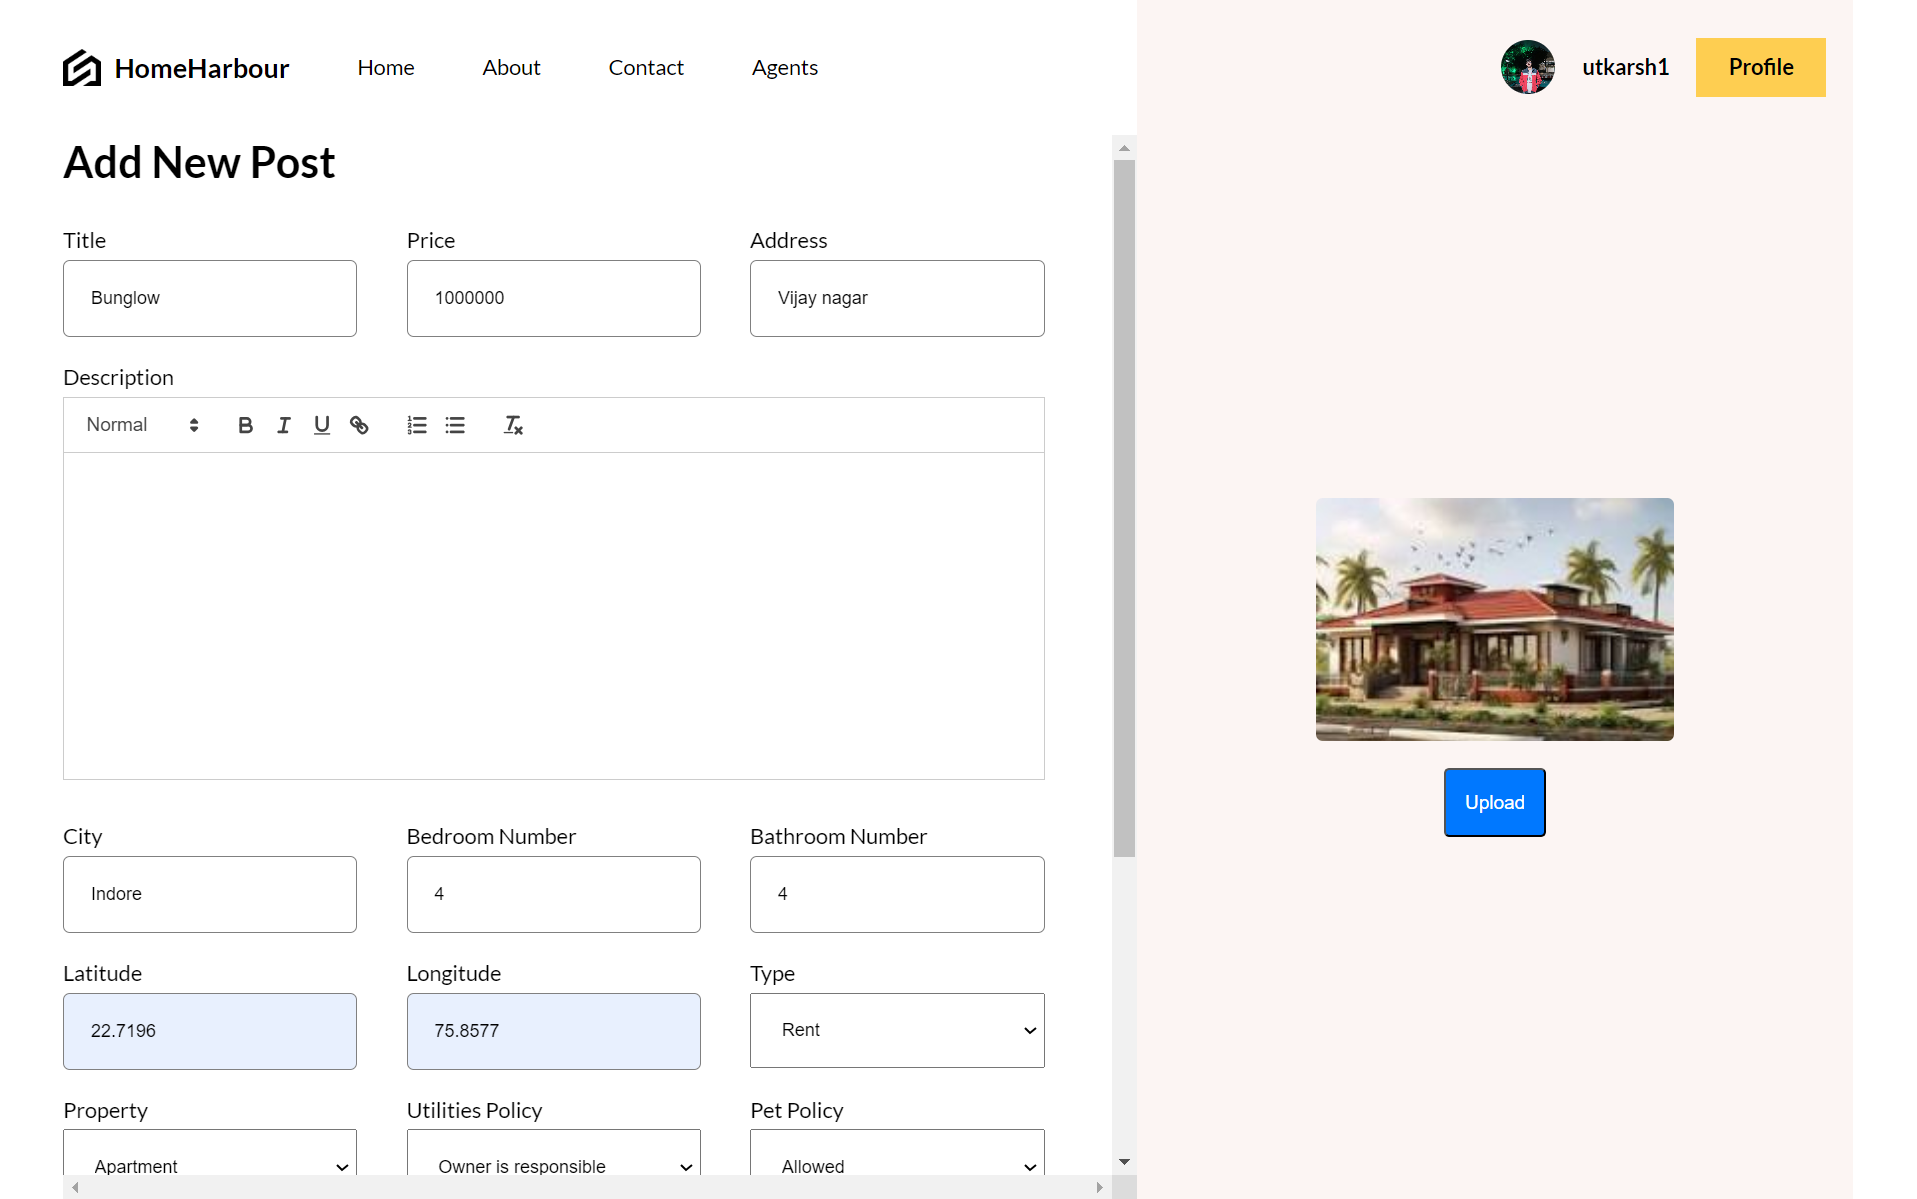 HomeHarbour Home About Contact Agents utkarsh1 Profile
Add New Post
Title Price Address
Bunglow 1000000 Vijay nagar
Description
Normal
City Bedroom Number Bathroom Number
Indore 4 4
Latitude Longitude Type
22.7196 75.8577 Rent
Property Utilities Policy Pet Policy
Apartment Owner is responsible Allowed
Upload